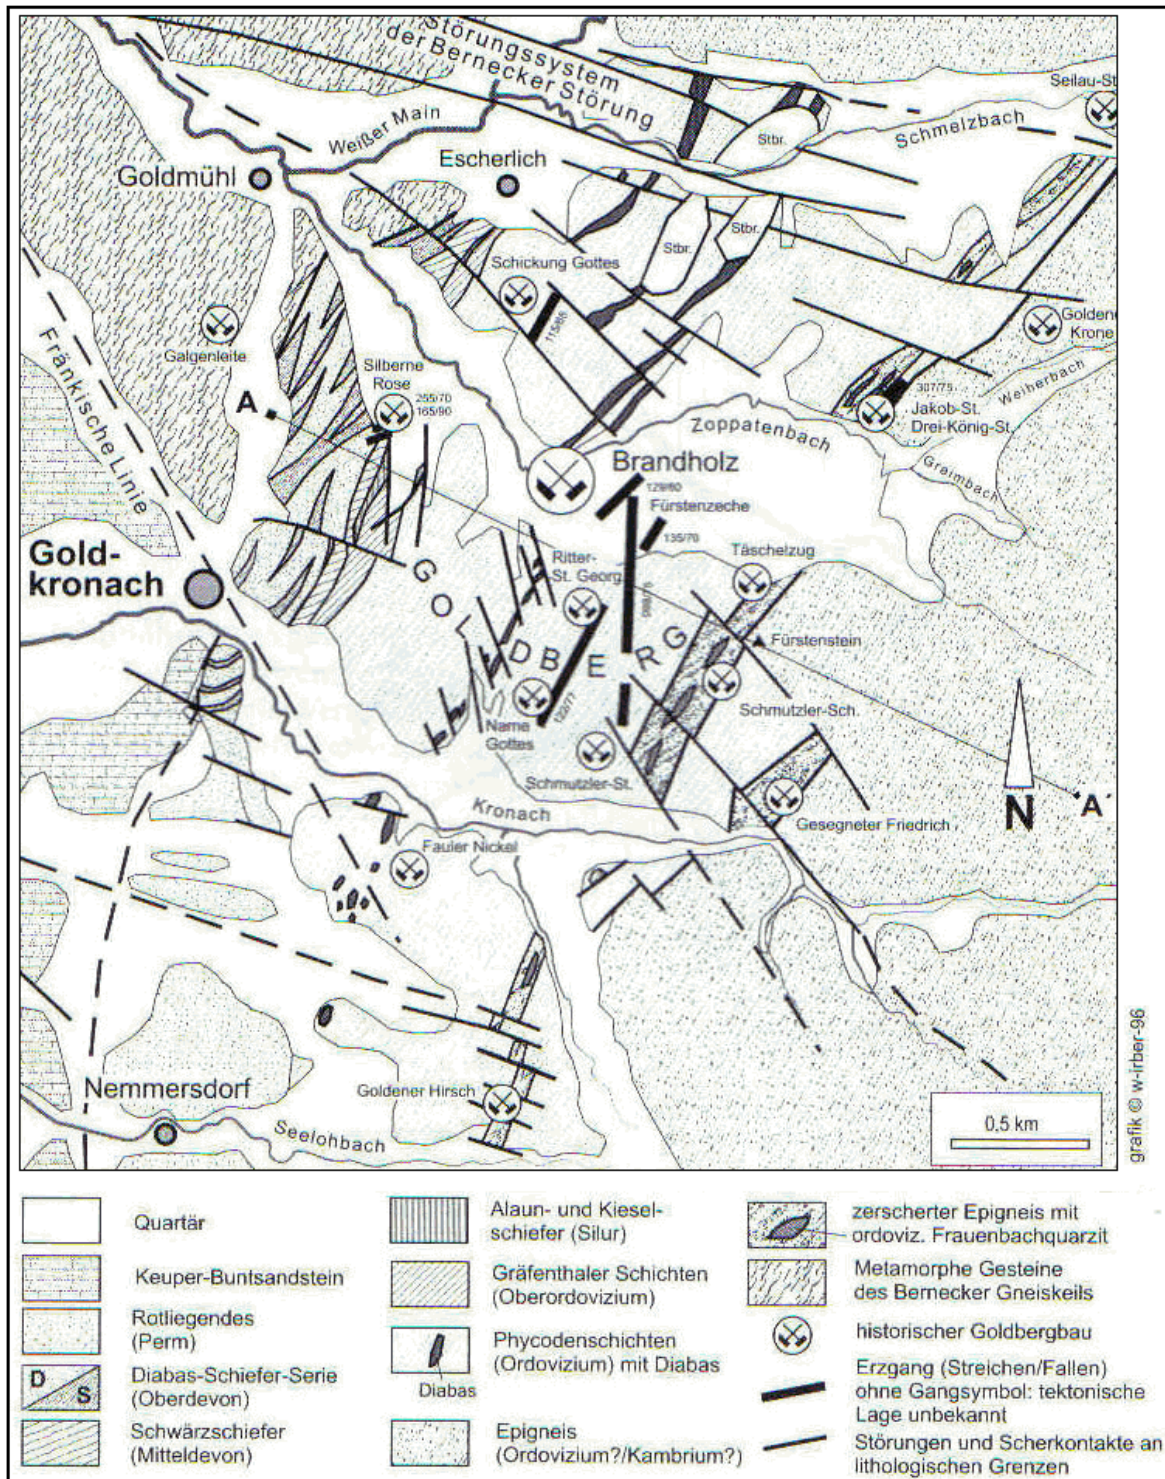 Störungssystem
der Bernecker Störung
Seilau-St
Schmelzbach
Weißer Main
Stbr.
Escherlich
Goldmühl
Stbr.
Stbr.
Schickung Gottes
115/65
Goldene
Krone
Galgenleite
Fränkische Linie
Silberne
Rose
255/70
165/90
A
307/75
Jakob-St.
Drei-König-St.
Weiherbach
Zoppatenbach
Graimbach
Brandholz
129/60
Fürstenzeche
135/70
Gold-
kronach
Ritter-
St. Georg
Täschelzug
GOLDBERG
Fürstenstein
122/77
Name
Gottes
Schmutzler-Sch.
Schmutzler-St.
N
A´
Kronach
Gesegneter Friedrich
Fauler Nickel
Nemmersdorf
Goldener Hirsch
Seelohbach
0,5 km
grafik © w-irber-96
Quartär
Keuper-Buntsandstein
Rotliegendes
(Perm)
D S
Diabas-Schiefer-Serie
(Oberdevon)
Schwärzschiefer
(Mitteldevon)
Alaun- und Kiesel-
schiefer (Silur)
Gräfenthaler Schichten
(Oberordovizium)
Phycodenschichten
(Ordovizium) mit Diabas
Diabas
Epigneis
(Ordovizium?/Kambrium?)
zerscherter Epigneis mit
ordoviz. Frauenbachquarzit
Metamorphe Gesteine
des Bernecker Gneiskeils
historischer Goldbergbau
Erzgang (Streichen/Fallen)
ohne Gangsymbol: tektonische
Lage unbekannt
Störungen und Scherkontakte an
lithologischen Grenzen